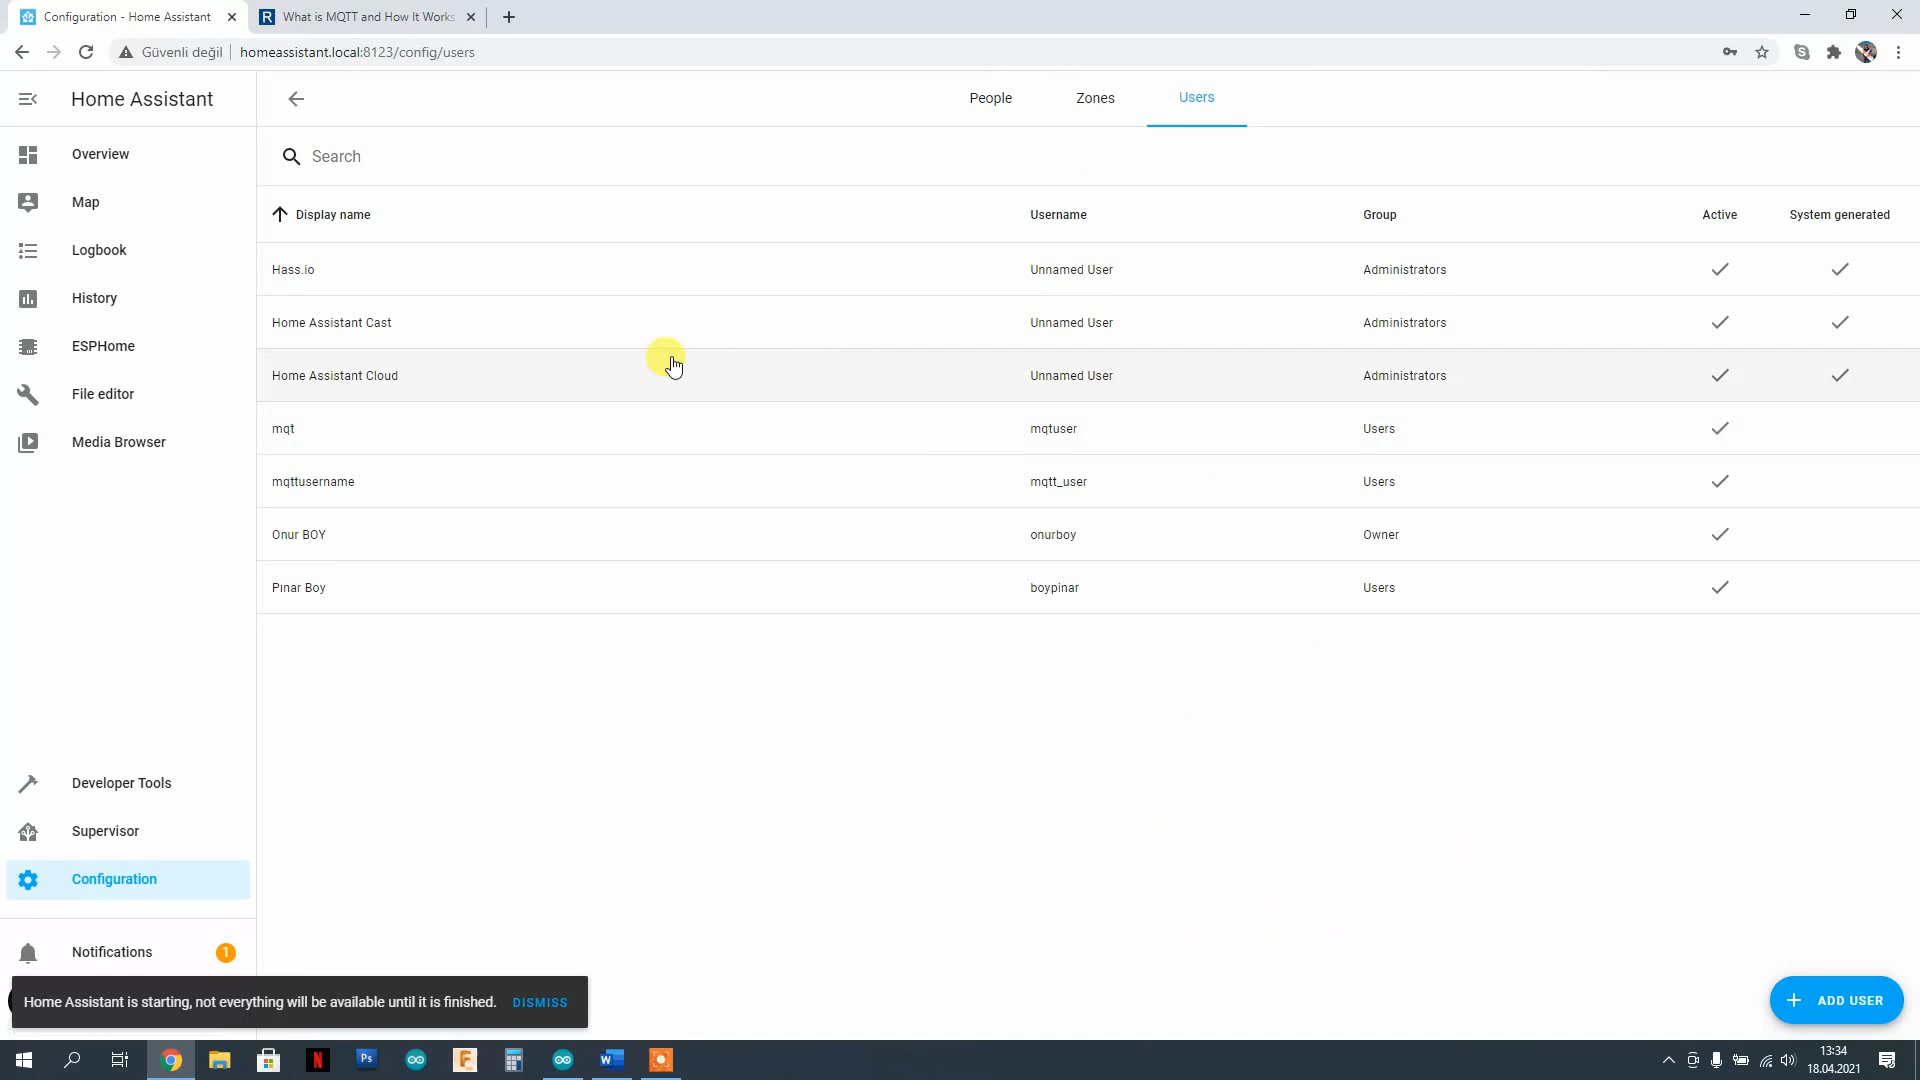 Configuration - Home Assistant
What is MQTT and How It Works
Güvenli değil
homeassistant.local:8123/config/users
Home Assistant
People
Zones
Users
Overview
Map
Logbook
History
ESPHome
File editor
Media Browser
Search
Display name
Username
Group
Active
System generated
Hass.io
Unnamed User
Administrators
Home Assistant Cast
Unnamed User
Administrators
Home Assistant Cloud
Unnamed User
Administrators
mqt
mqtuser
Users
mqttusername
mqtt_user
Users
Onur BOY
onurboy
Owner
Pınar Boy
boypinar
Users
Developer Tools
Supervisor
Configuration
Notifications
1
Home Assistant is starting, not everything will be available until it is finished.
DISMISS
ADD USER
13:34
18.04.2021